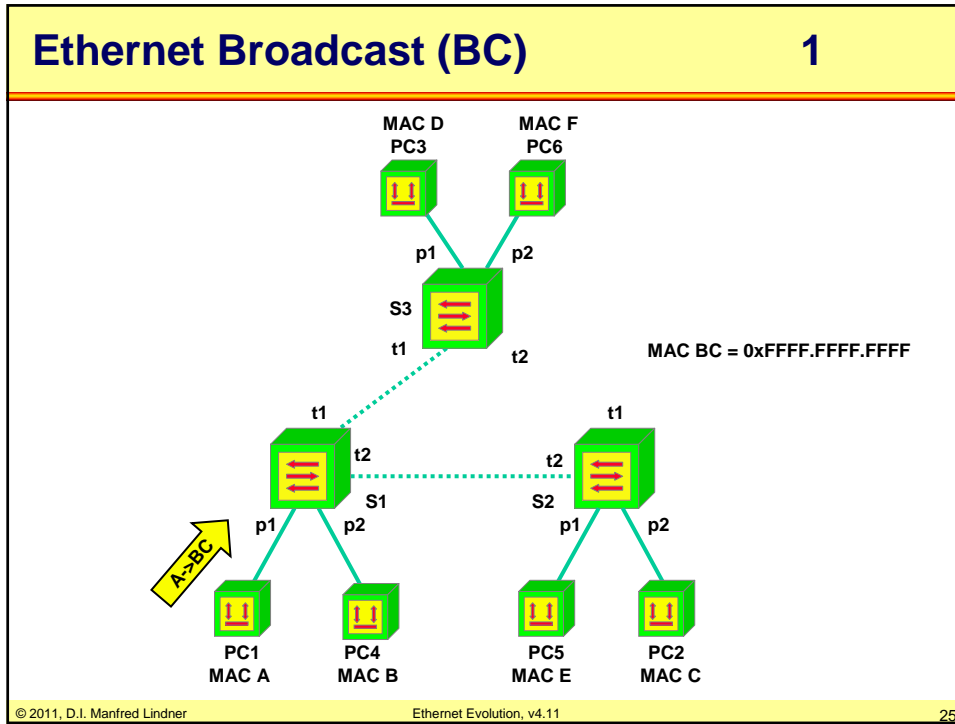 Ethernet Broadcast (BC) 1
MAC D MAC F
PC3 PC6
p1 p2
S3
t1 t2
MAC BC = 0xFFFF.FFFF.FFFF
t1 t1
t2 t2
S1 S2
p1 p2 p1 p2
A->BC
PC1 PC4 PC5 PC2
MAC A MAC B MAC E MAC C
© 2011, D.I. Manfred Lindner Ethernet Evolution, v4.11 25